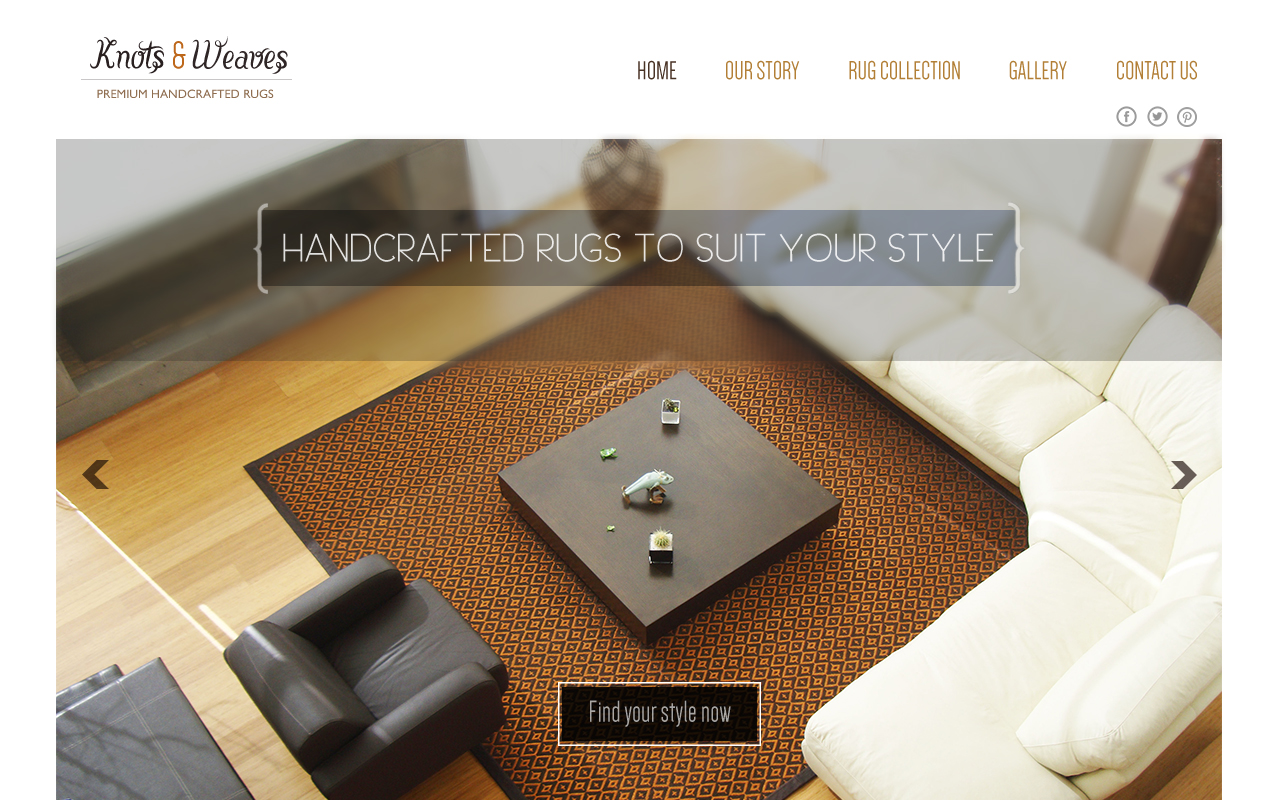 Knots & Weaves
PREMIUM HANDCRAFTED RUGS
HOME OUR STORY RUG COLLECTION GALLERY CONTACT US
HANDCRAFTED RUGS TO SUIT YOUR STYLE
Find your style now